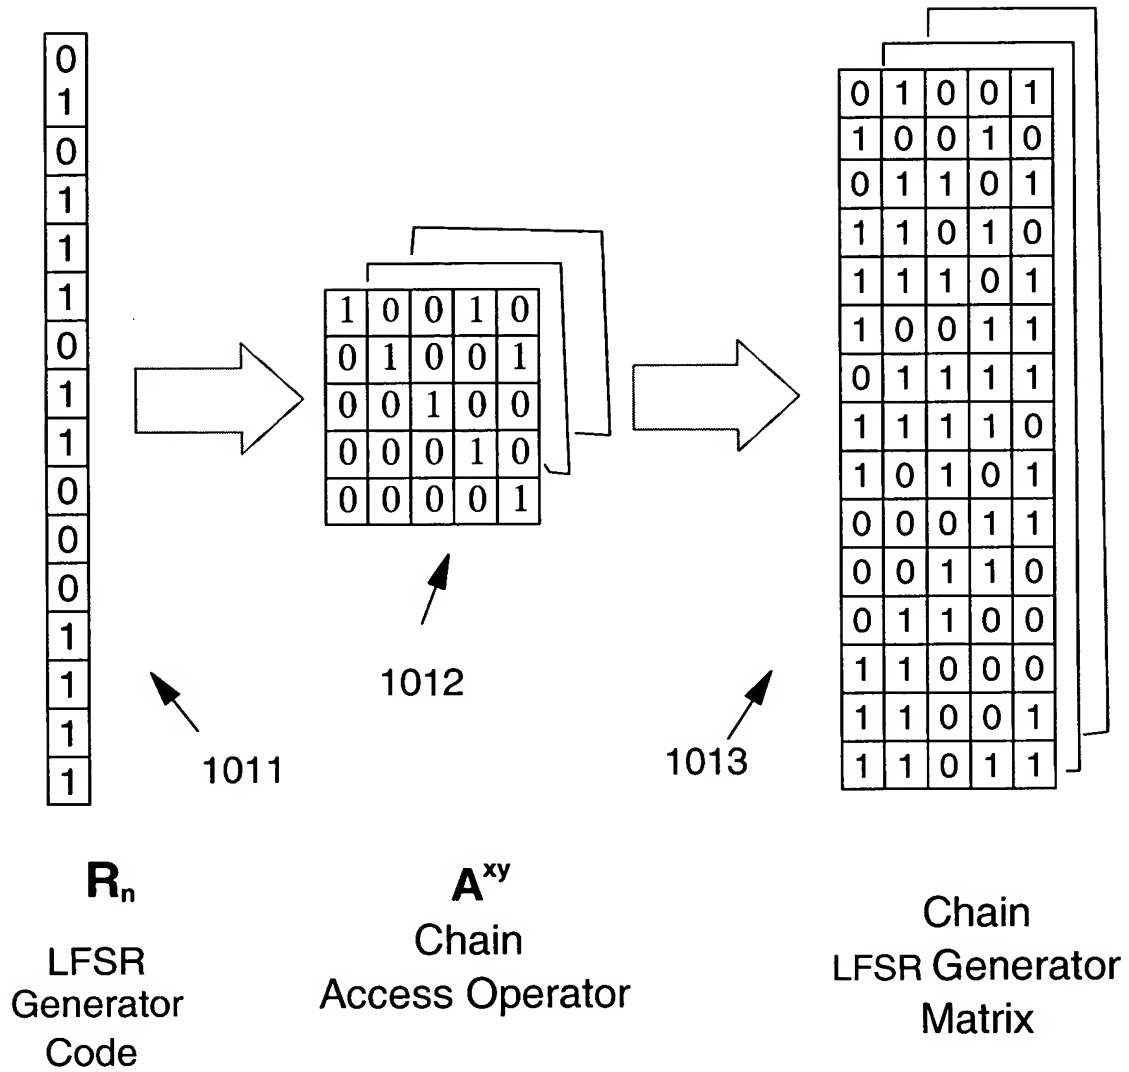 0
1
0
1
1
1
0
1
1
0
0
0
1
1
1
1
1011
1 0 0 1 0
0 1 0 0 1
0 0 1 0 0
0 0 0 1 0
0 0 0 0 1
1012
0 1 0 0 1
1 0 0 1 0
0 1 1 0 1
1 1 0 1 0
1 1 1 0 1
1 0 0 1 1
0 1 1 1 1
1 1 1 1 0
1 0 1 0 1
0 0 0 1 1
0 0 1 1 0
0 1 1 0 0
1 1 0 0 0
1 1 0 0 1
1 1 0 1 1
1013
Rn
LFSR
Generator
Code
Axy
Chain
Access Operator
Chain
LFSR Generator
Matrix